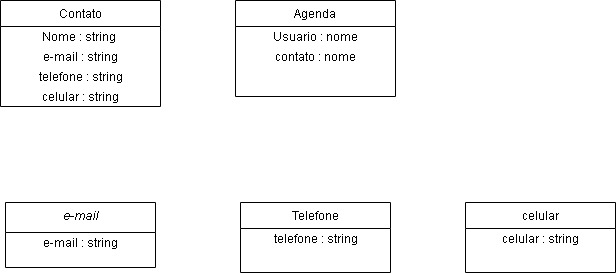 Contato
Nome : string
e-mail : string
telefone : string
celular : string
Agenda
Usuario : nome
contato : nome
e-mail
e-mail : string
Telefone
telefone : string
celular
celular : string